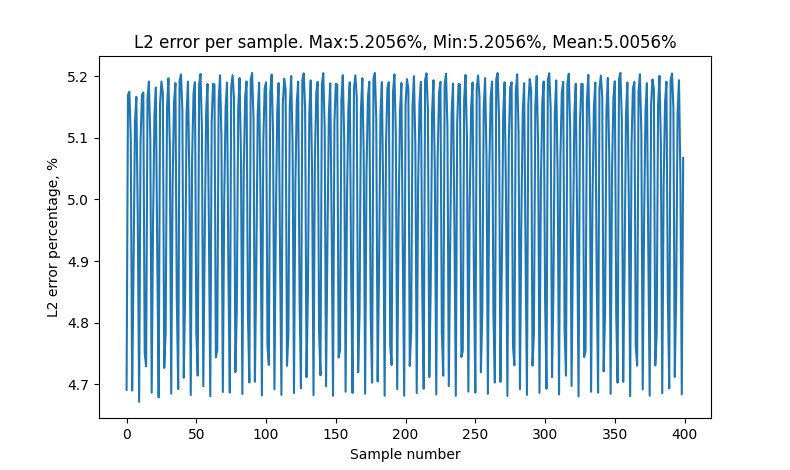 L2 error per sample. Max:5.2056%, Min:5.2056%, Mean:5.0056%
5.2
5.1
5.0
4.9
4.8
4.7
L2 error percentage, %
0 50 100 150 200 250 300 350 400
Sample number